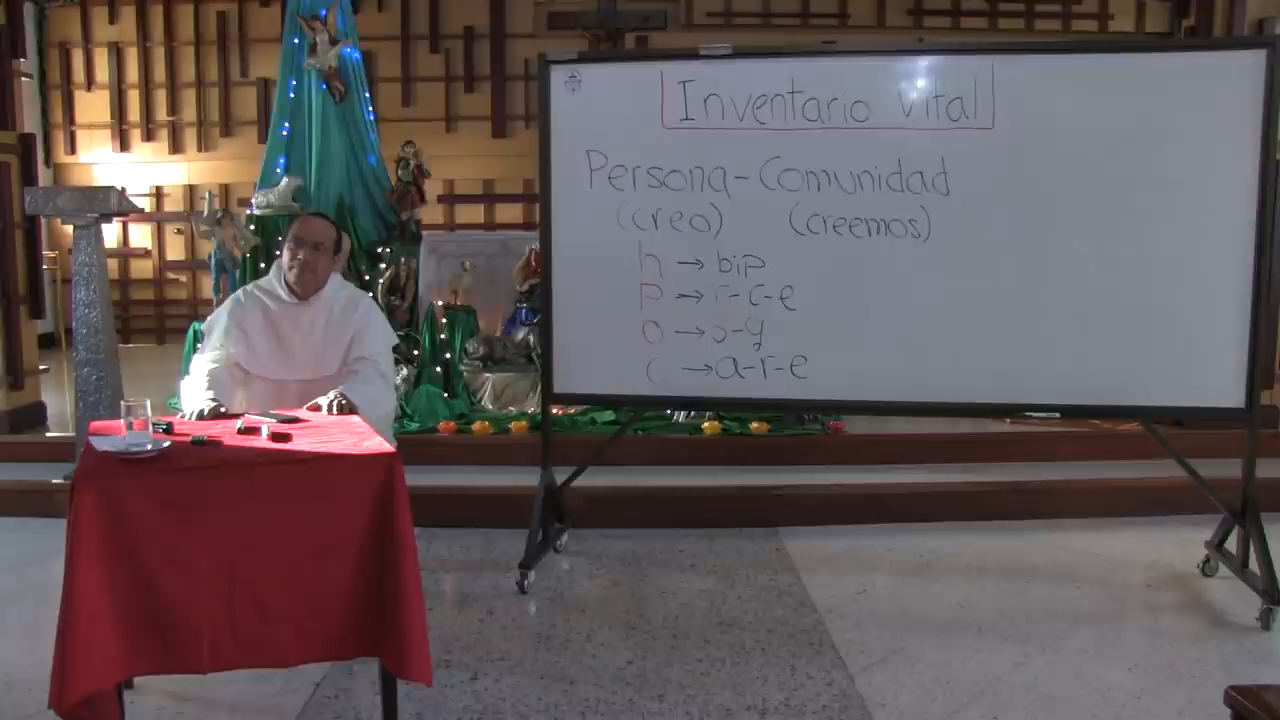 Inventario vital
Persona-Comunidad
(creo) (creemos)
h → bip
p → r-c-e
o → o-g
c → a-r-e